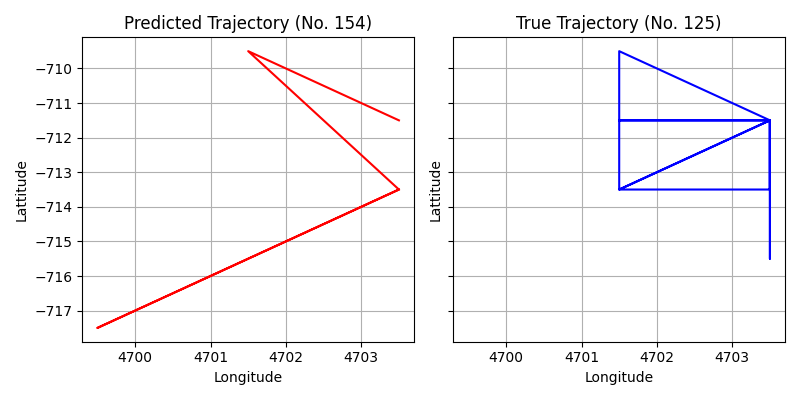 Predicted Trajectory (No. 154)
True Trajectory (No. 125)
−710
−711
−712
−713
−714
−715
−716
−717
Lattitude
Lattitude
4700 4701 4702 4703
4700 4701 4702 4703
Longitude
Longitude